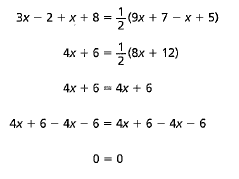 3x − 2 + x + 8 = 1/2(9x + 7 − x + 5)
4x + 6 = 1/2(8x + 12)
4x + 6 = 4x + 6
4x + 6 − 4x − 6 = 4x + 6 − 4x − 6
0 = 0